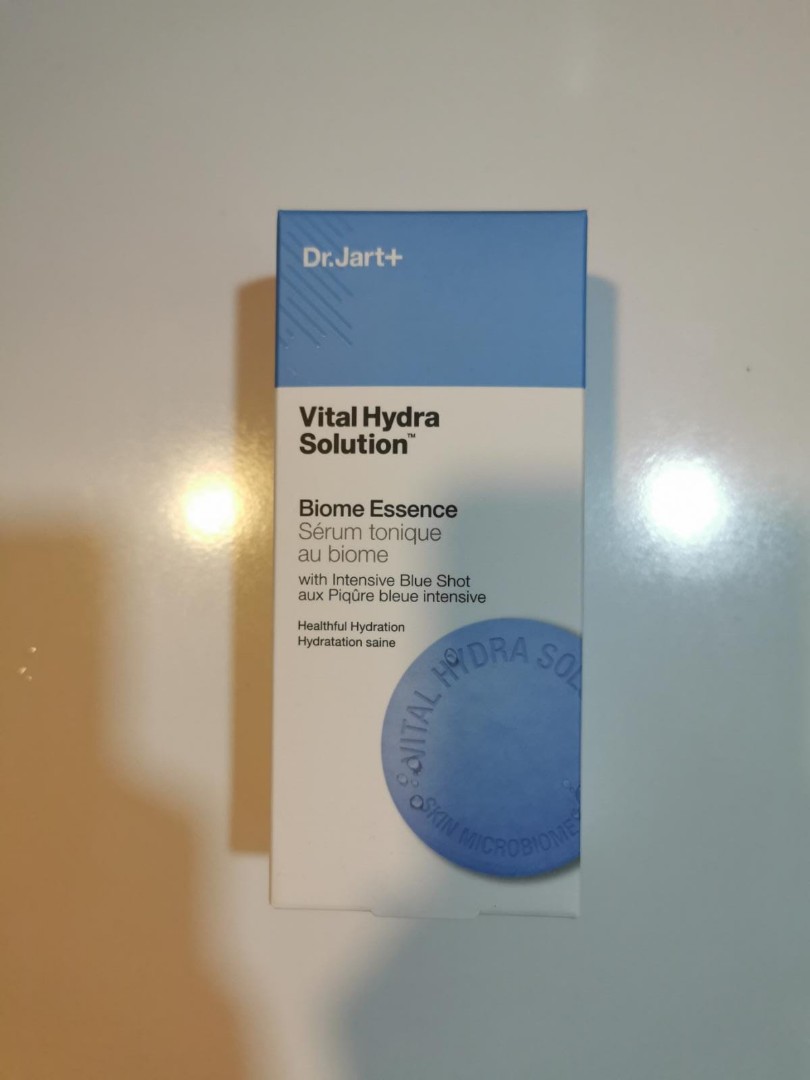 Dr.Jart+
Vital Hydra
Solution™
Biome Essence
Sérum tonique
au biome
with Intensive Blue Shot
aux Piqûre bleue intensive
Healthful Hydration
Hydratation saine
VITAL HYDRA SOL
SKIN MICROBIOME